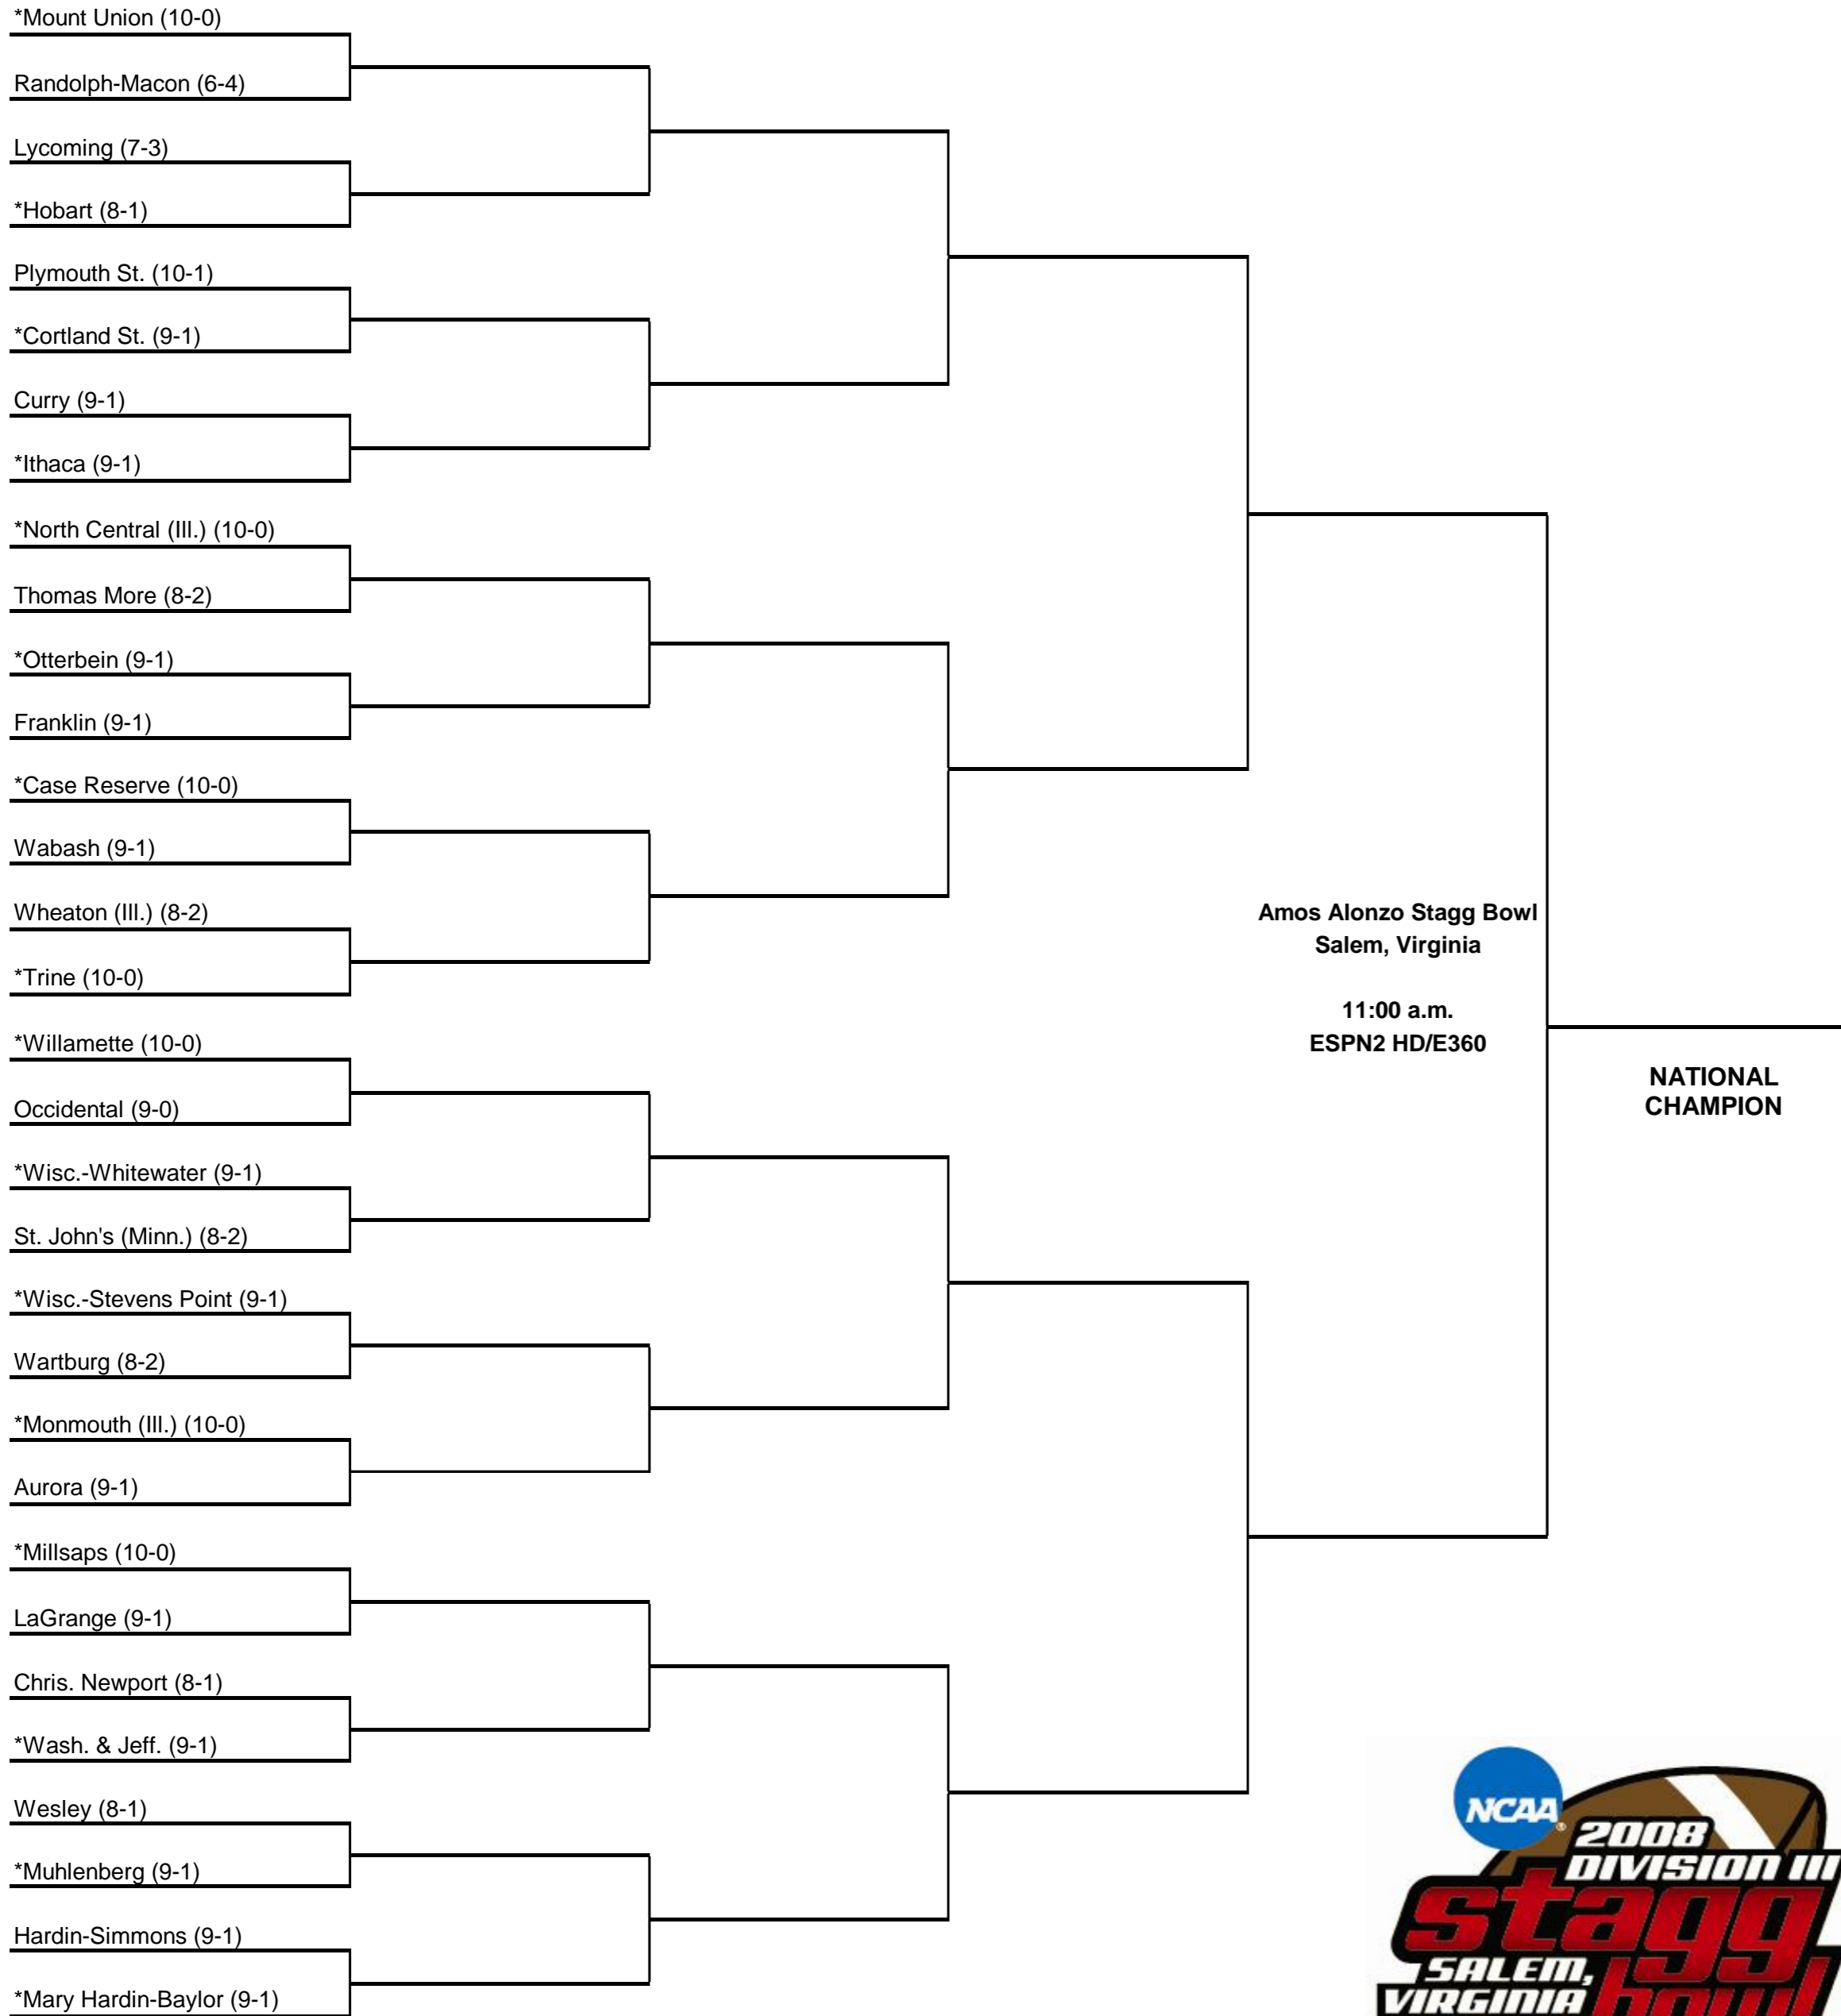 *Mount Union (10-0)
Randolph-Macon (6-4)
Lycoming (7-3)
*Hobart (8-1)
Plymouth St. (10-1)
*Cortland St. (9-1)
Curry (9-1)
*Ithaca (9-1)
*North Central (Ill.) (10-0)
Thomas More (8-2)
*Otterbein (9-1)
Franklin (9-1)
*Case Reserve (10-0)
Wabash (9-1)
Wheaton (Ill.) (8-2)
*Trine (10-0)
*Willamette (10-0)
Occidental (9-0)
*Wisc.-Whitewater (9-1)
St. John's (Minn.) (8-2)
*Wisc.-Stevens Point (9-1)
Wartburg (8-2)
*Monmouth (Ill.) (10-0)
Aurora (9-1)
*Millsaps (10-0)
LaGrange (9-1)
Chris. Newport (8-1)
*Wash. & Jeff. (9-1)
Wesley (8-1)
*Muhlenberg (9-1)
Hardin-Simmons (9-1)
*Mary Hardin-Baylor (9-1)
Amos Alonzo Stagg Bowl
Salem, Virginia
11:00 a.m.
ESPN2 HD/E360
NATIONAL
CHAMPION
NCAA®
2008
DIVISION III
stagg
SALEM,
VIRGINIA
bowl